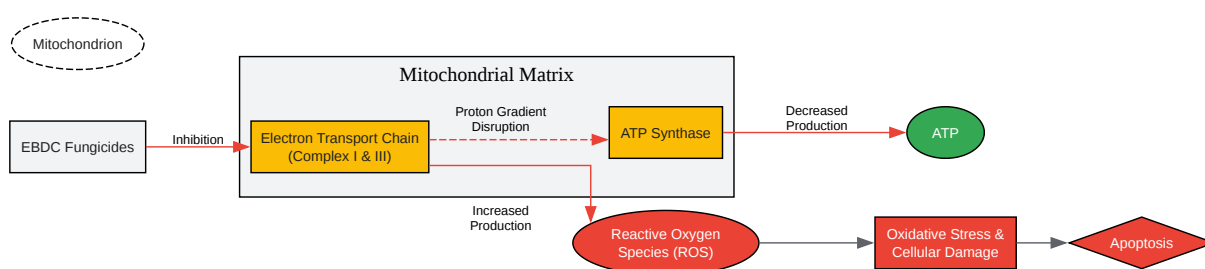 Mitochondrion
Mitochondrial Matrix
EBDC Fungicides
Inhibition
Electron Transport Chain
(Complex I & III)
Proton Gradient
Disruption
ATP Synthase
Decreased
Production
ATP
Increased
Production
Reactive Oxygen
Species (ROS)
Oxidative Stress &
Cellular Damage
Apoptosis